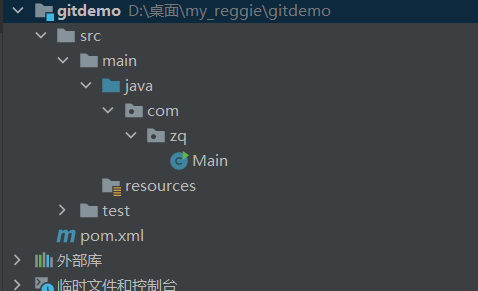 gitdemo D:\桌面\my_reggie\gitdemo
src
main
java
com
zq
Main
resources
test
pom.xml
外部库
临时文件和控制台